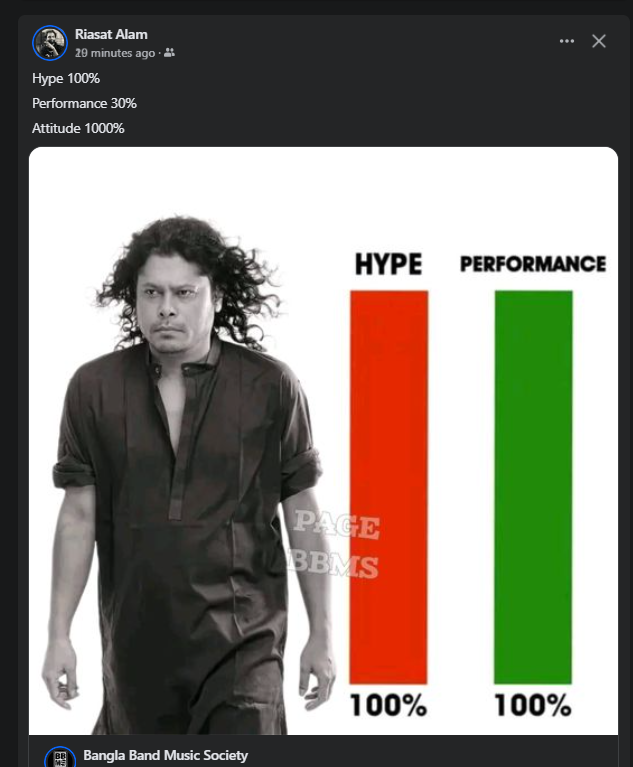 Riasat Alam
20 minutes ago ·
Hype 100%
Performance 30%
Attitude 1000%
HYPE PERFORMANCE
PAGE
BBMS
100% 100%
Bangla Band Music Society